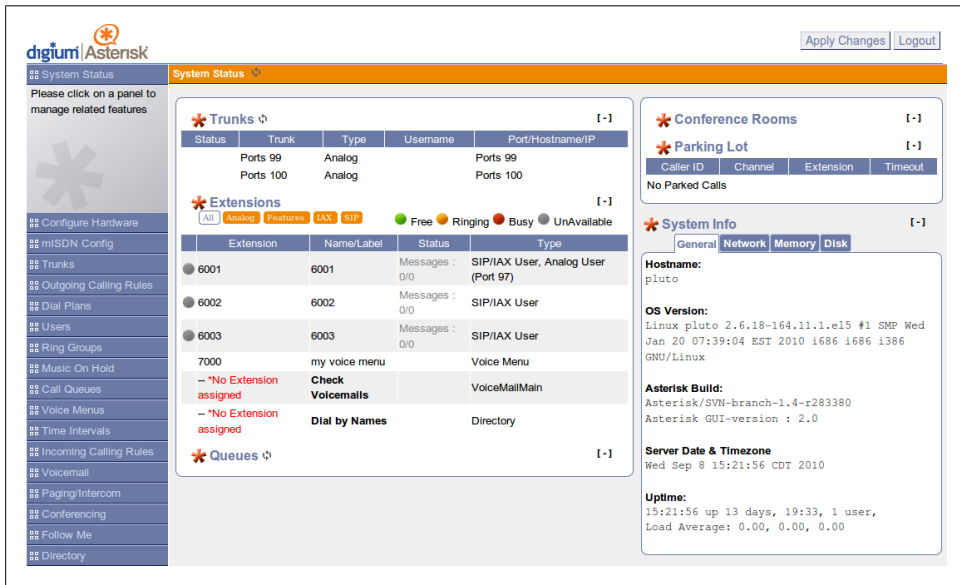 digium Asterisk
Apply Changes Logout
System Status
Please click on a panel to
manage related features
Configure Hardware
mISDN Config
Trunks
Outgoing Calling Rules
Dial Plans
Users
Ring Groups
Music On Hold
Call Queues
Voice Menus
Time Intervals
Incoming Calling Rules
Voicemail
Paging/Intercom
Conferencing
Follow Me
Directory
System Status
Trunks [-]
Status Trunk Type Username Port/Hostname/IP
Ports 99 Analog Ports 99
Ports 100 Analog Ports 100
Extensions [-]
All Analog Features IAX SIP Free Ringing Busy UnAvailable
Extension Name/Label Status Type
6001 6001 Messages : 0/0 SIP/IAX User, Analog User (Port 97)
6002 6002 Messages : 0/0 SIP/IAX User
6003 6003 Messages : 0/0 SIP/IAX User
7000 my voice menu Voice Menu
-- *No Extension assigned Check Voicemails VoiceMailMain
-- *No Extension assigned Dial by Names Directory
Queues [-]
Conference Rooms [-]
Parking Lot [-]
Caller ID Channel Extension Timeout
No Parked Calls
System Info [-]
General Network Memory Disk
Hostname:
pluto
OS Version:
Linux pluto 2.6.18-164.11.1.el5 #1 SMP Wed
Jan 20 07:39:04 EST 2010 i686 i686 i386
GNU/Linux
Asterisk Build:
Asterisk/SVN-branch-1.4-r283380
Asterisk GUI-version : 2.0
Server Date & Timezone
Wed Sep 8 15:21:56 CDT 2010
Uptime:
15:21:56 up 13 days, 19:33, 1 user,
Load Average: 0.00, 0.00, 0.00